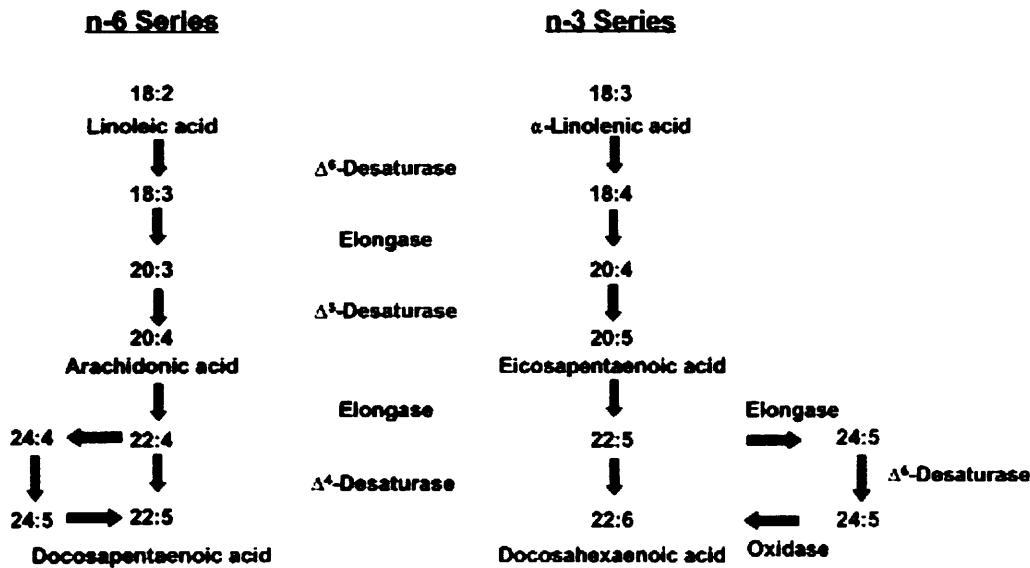 n-6 Series
n-3 Series
18:2
18:3
Linoleic acid
α-Linolenic acid
Δ⁶-Desaturase
18:3
18:4
Elongase
20:3
20:4
Δ⁵-Desaturase
20:4
20:5
Arachidonic acid
Eicosapentaenoic acid
Elongase
Elongase
24:4
22:4
22:5
24:5
Δ⁴-Desaturase
Δ⁶-Desaturase
24:5
22:5
22:6
24:5
Docosapentaenoic acid
Docosahexaenoic acid
Oxidase